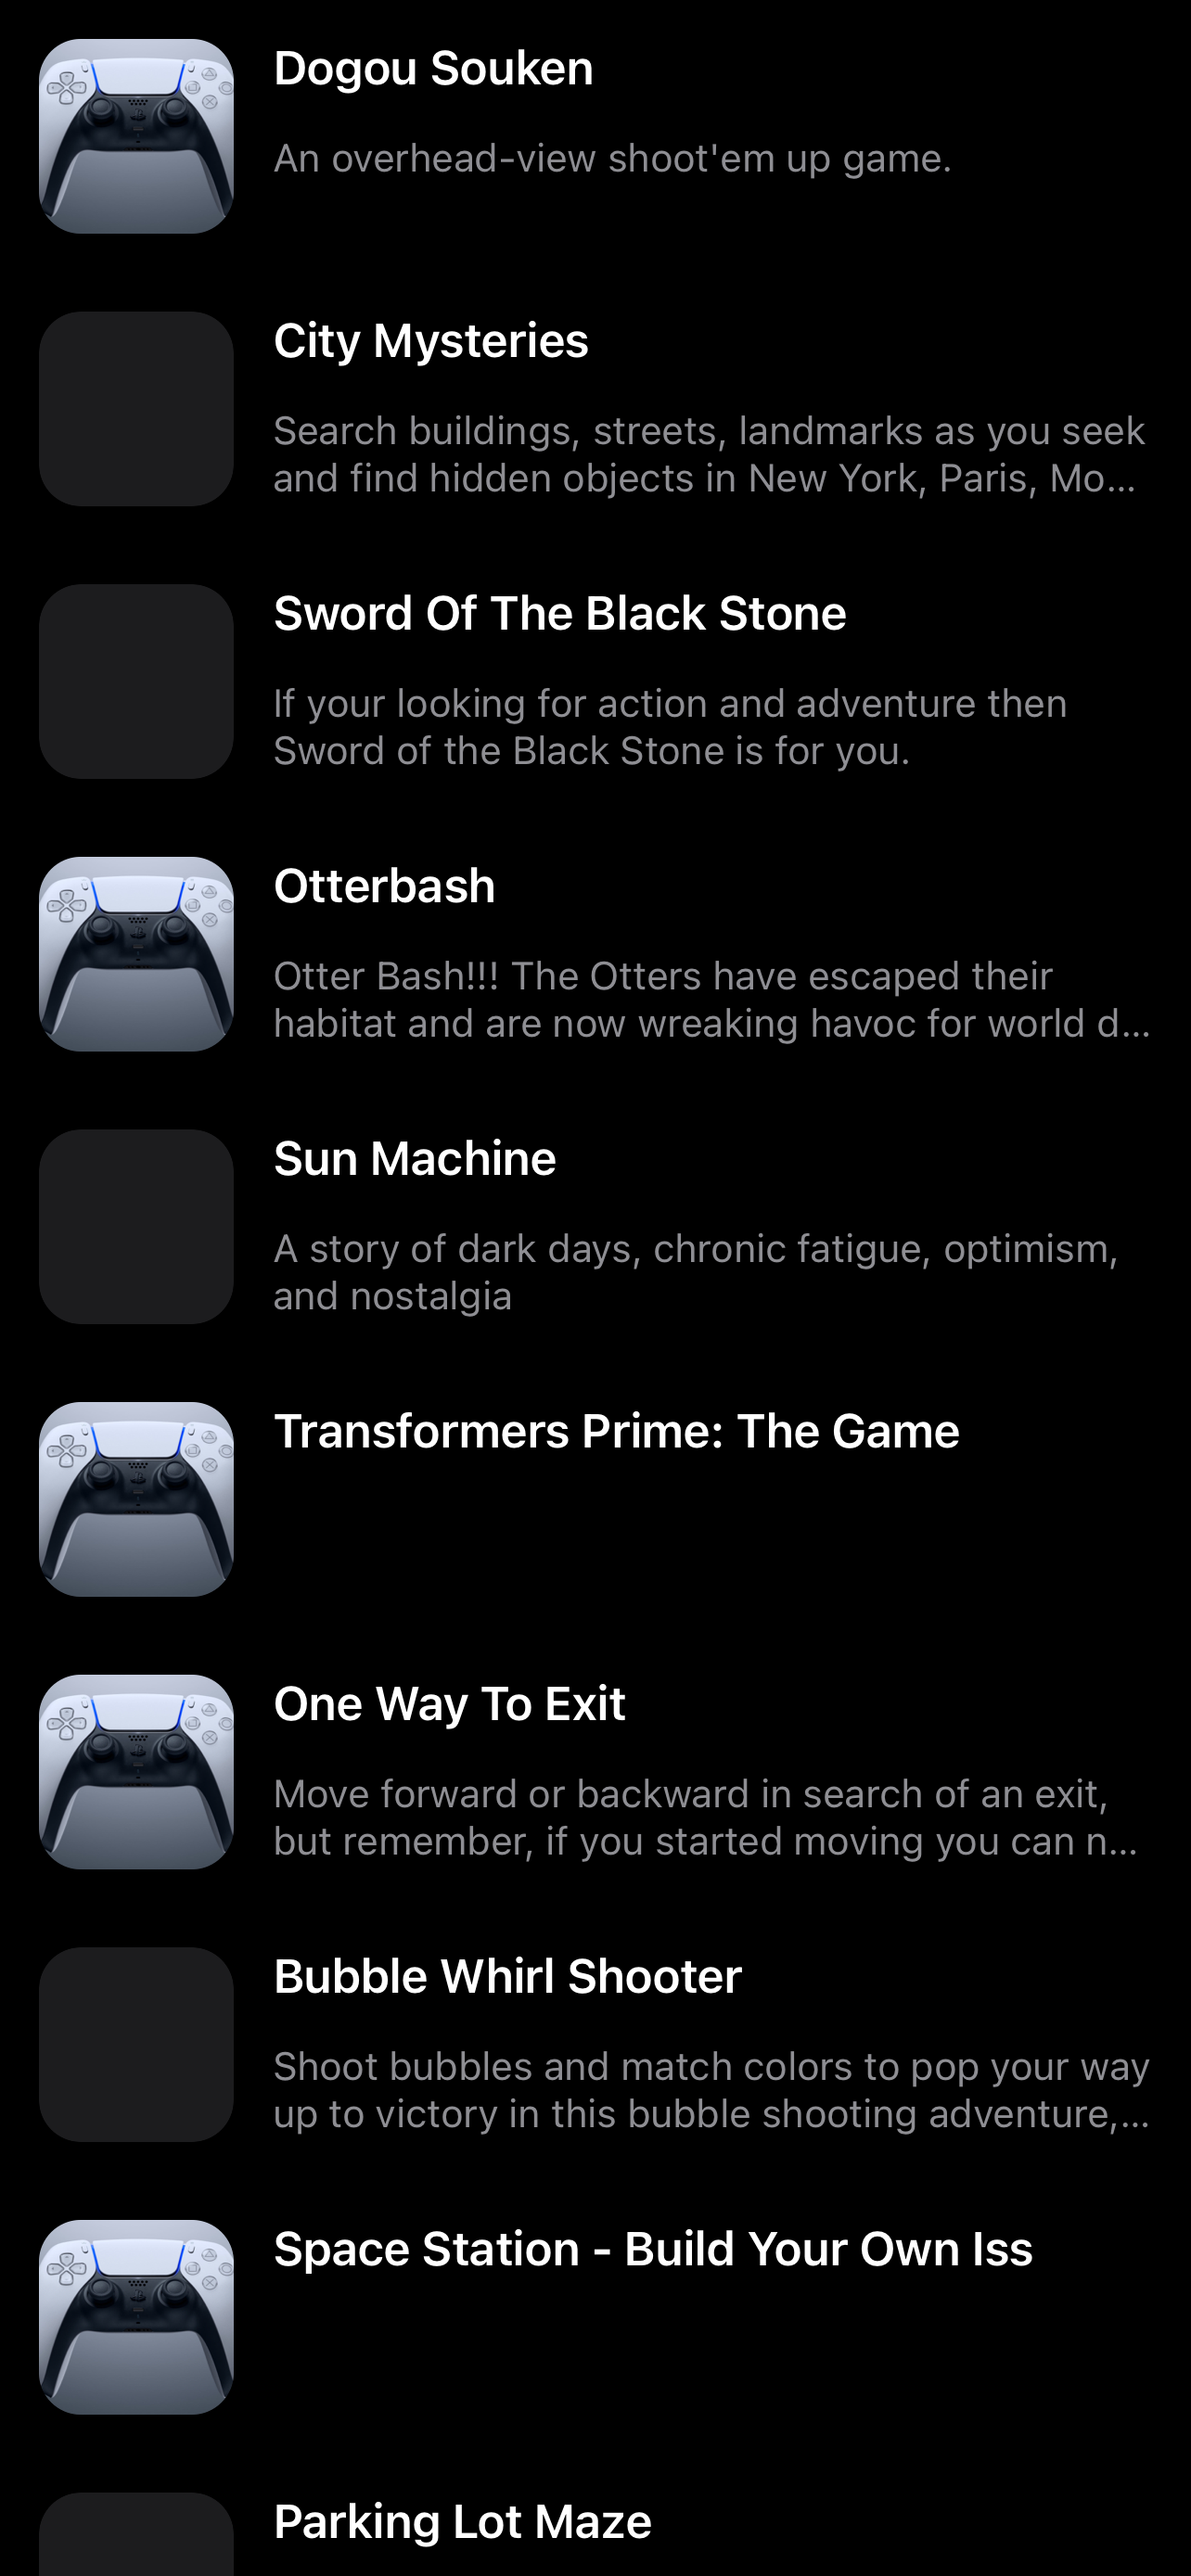 Dogou Souken
An overhead-view shoot'em up game.
City Mysteries
Search buildings, streets, landmarks as you seek
and find hidden objects in New York, Paris, Mo...
Sword Of The Black Stone
If your looking for action and adventure then
Sword of the Black Stone is for you.
Otterbash
Otter Bash!!! The Otters have escaped their
habitat and are now wreaking havoc for world d...
Sun Machine
A story of dark days, chronic fatigue, optimism,
and nostalgia
Transformers Prime: The Game
One Way To Exit
Move forward or backward in search of an exit,
but remember, if you started moving you can n...
Bubble Whirl Shooter
Shoot bubbles and match colors to pop your way
up to victory in this bubble shooting adventure,...
Space Station - Build Your Own Iss
Parking Lot Maze